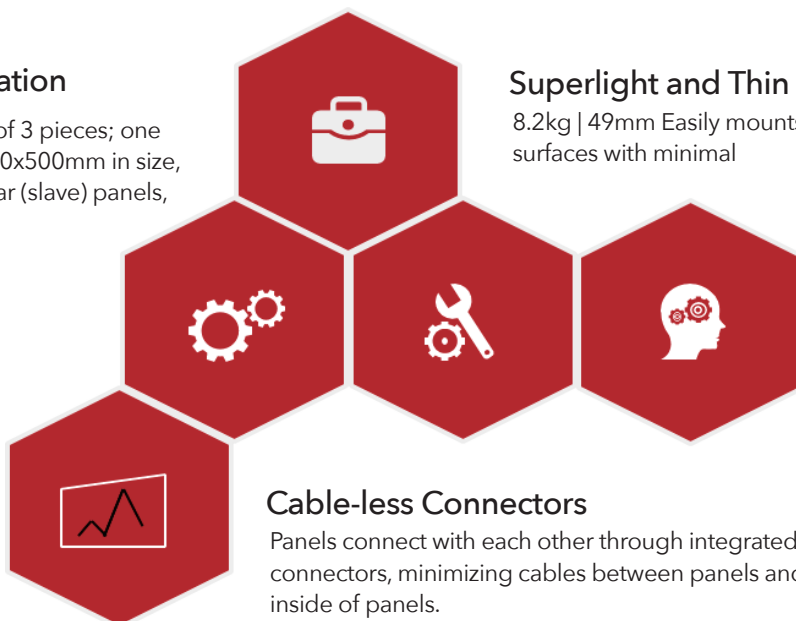 ation
of 3 pieces; one
0x500mm in size,
ar (slave) panels,
Superlight and Thin
8.2kg | 49mm Easily mounts
surfaces with minimal
Cable-less Connectors
Panels connect with each other through integrated
connectors, minimizing cables between panels and
inside of panels.